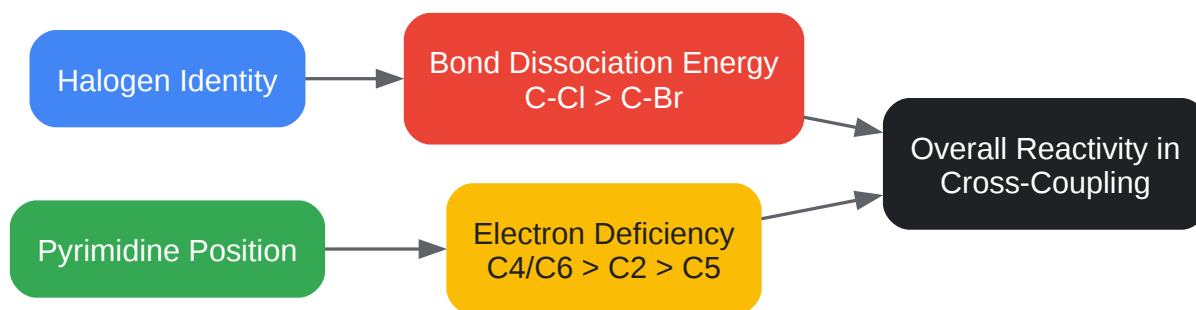 Halogen Identity
Bond Dissociation Energy
C-Cl > C-Br
Overall Reactivity in
Cross-Coupling
Pyrimidine Position
Electron Deficiency
C4/C6 > C2 > C5